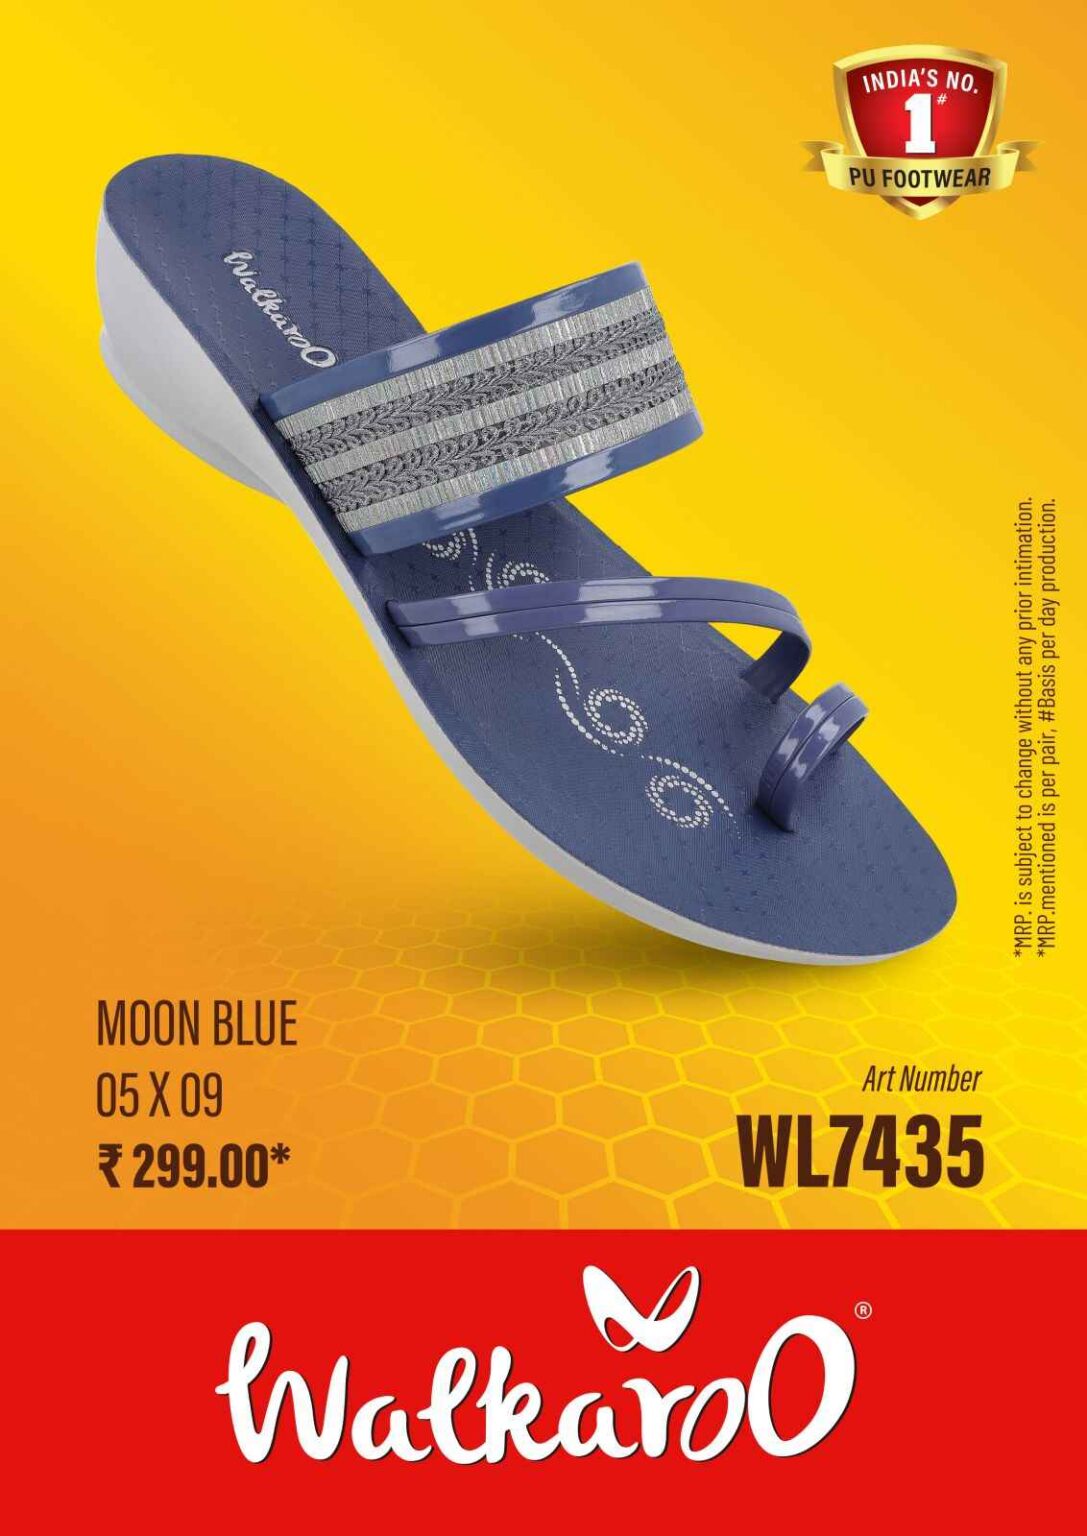 INDIA'S NO.
1#
PU FOOTWEAR
Walkaroo
*MRP. is subject to change without any prior intimation.
*MRP.mentioned is per pair, #Basis per day production.
MOON BLUE
05 X 09
₹ 299.00*
Art Number
WL7435
Walkaroo®